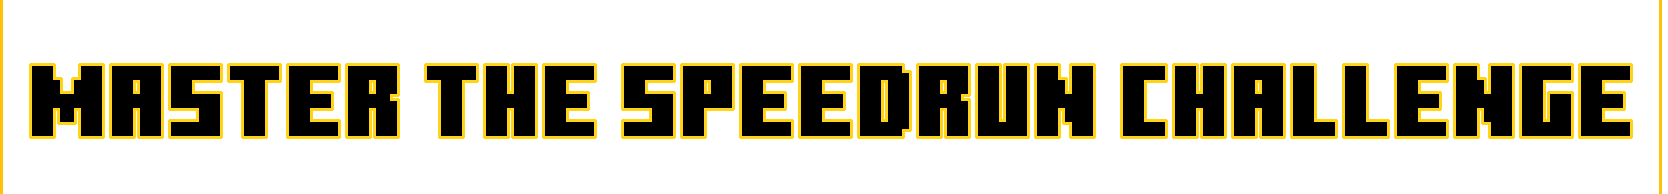 MASTER THE SPEEDRUN CHALLENGE